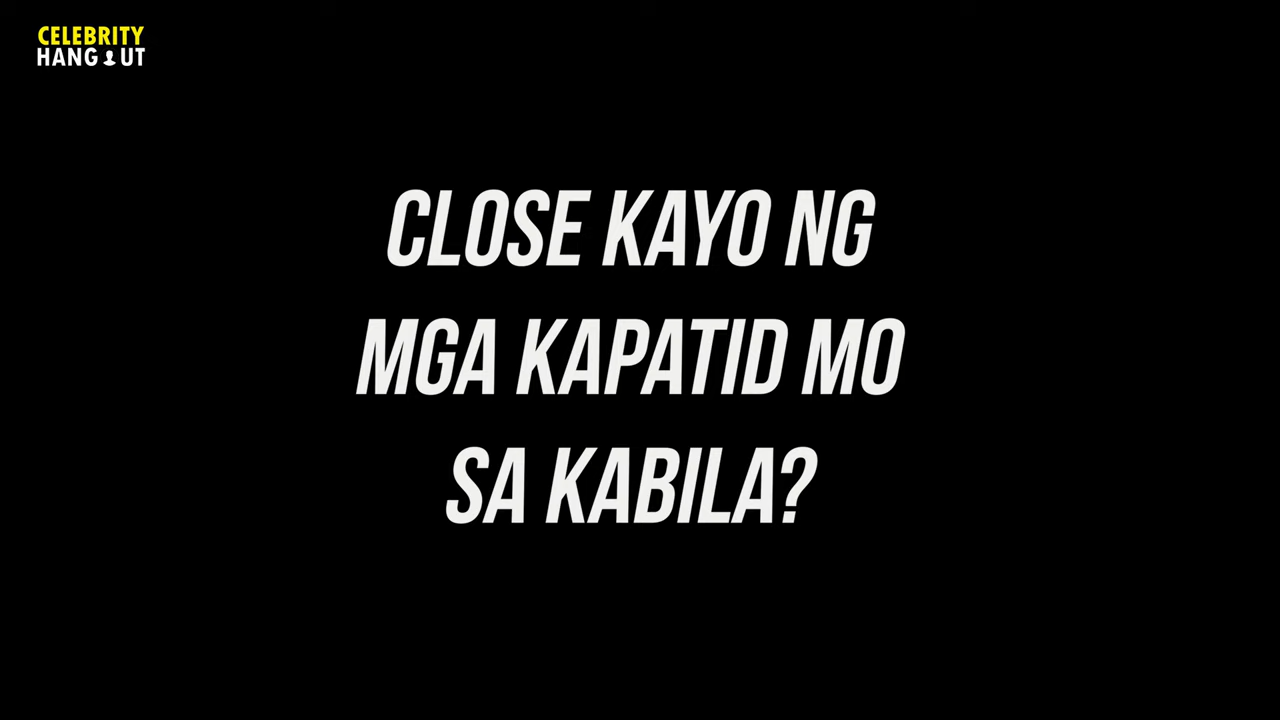 CELEBRITY
HANGOUT
CLOSE KAYO NG
MGA KAPATID MO
SA KABILA?